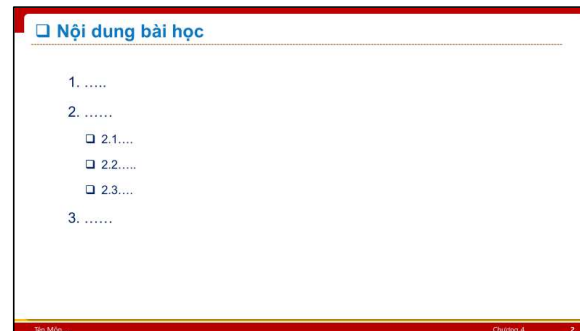 ❑ Nội dung bài học
1. …..
2. ……
❑ 2.1….
❑ 2.2…..
❑ 2.3….
3. ……
Tên Môn
Chương 4
2